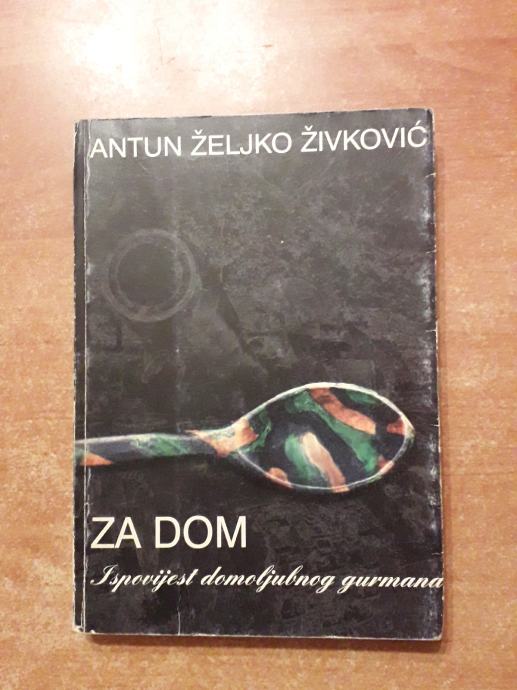 ANTUN ŽELJKO ŽIVKOVIĆ
ZA DOM
Ispovijest domoljubnog gurmana